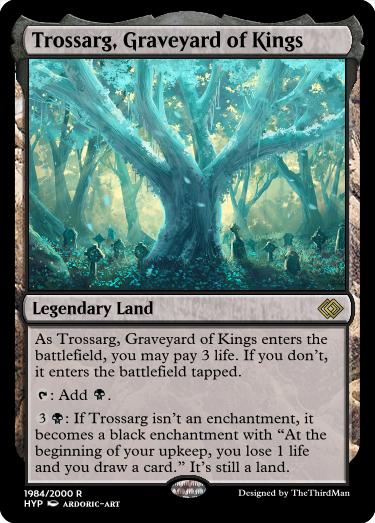 Trossarg, Graveyard of Kings
Legendary Land
As Trossarg, Graveyard of Kings enters the
battlefield, you may pay 3 life. If you don't,
it enters the battlefield tapped.
: Add .
3 : If Trossarg isn't an enchantment, it
becomes a black enchantment with “At the
beginning of your upkeep, you lose 1 life
and you draw a card.” It's still a land.
1984/2000 R
HYP ARDORIC-ART
Designed by TheThirdMan